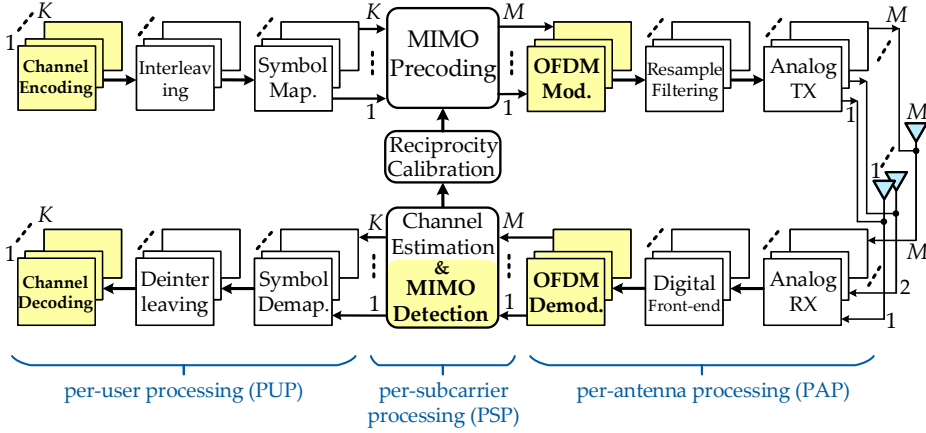 K
1
Channel
Encoding
Interleav
ing
Symbol
Map.
K
1
MIMO
Precoding
M
1
OFDM
Mod.
Resample
Filtering
Analog
TX
M
1
M
1
Reciprocity
Calibration
K
1
Channel
Decoding
Deinter
leaving
Symbol
Demap.
K
1
Channel
Estimation
&
MIMO
Detection
M
1
OFDM
Demod.
Digital
Front-end
Analog
RX
M
2
1
per-user processing (PUP)
per-subcarrier
processing (PSP)
per-antenna processing (PAP)